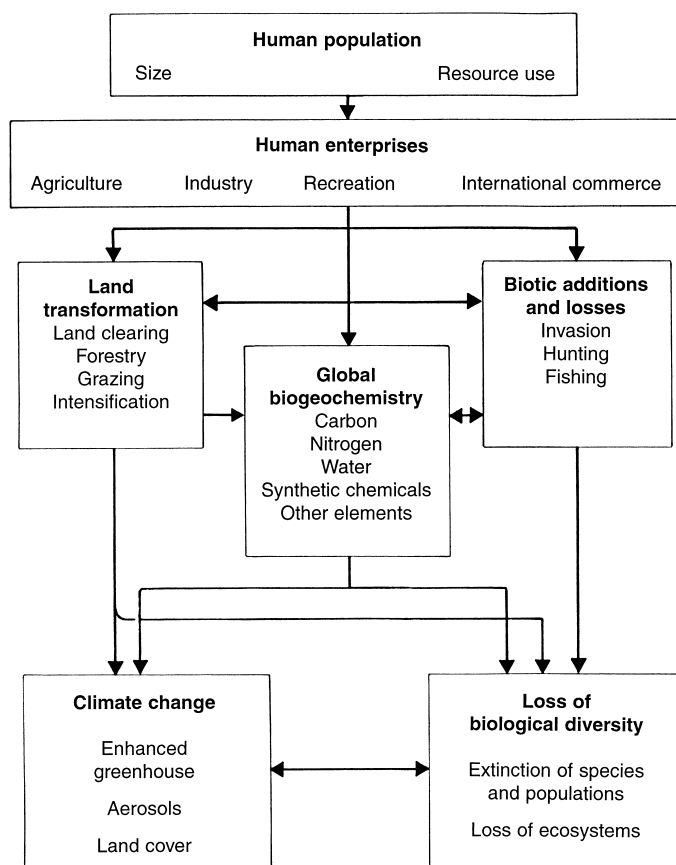 Human population
Size Resource use
Human enterprises
Agriculture Industry Recreation International commerce
Land
transformation
Land clearing
Forestry
Grazing
Intensification
Biotic additions
and losses
Invasion
Hunting
Fishing
Global
biogeochemistry
Carbon
Nitrogen
Water
Synthetic chemicals
Other elements
Climate change
Enhanced
greenhouse
Aerosols
Land cover
Loss of
biological diversity
Extinction of species
and populations
Loss of ecosystems